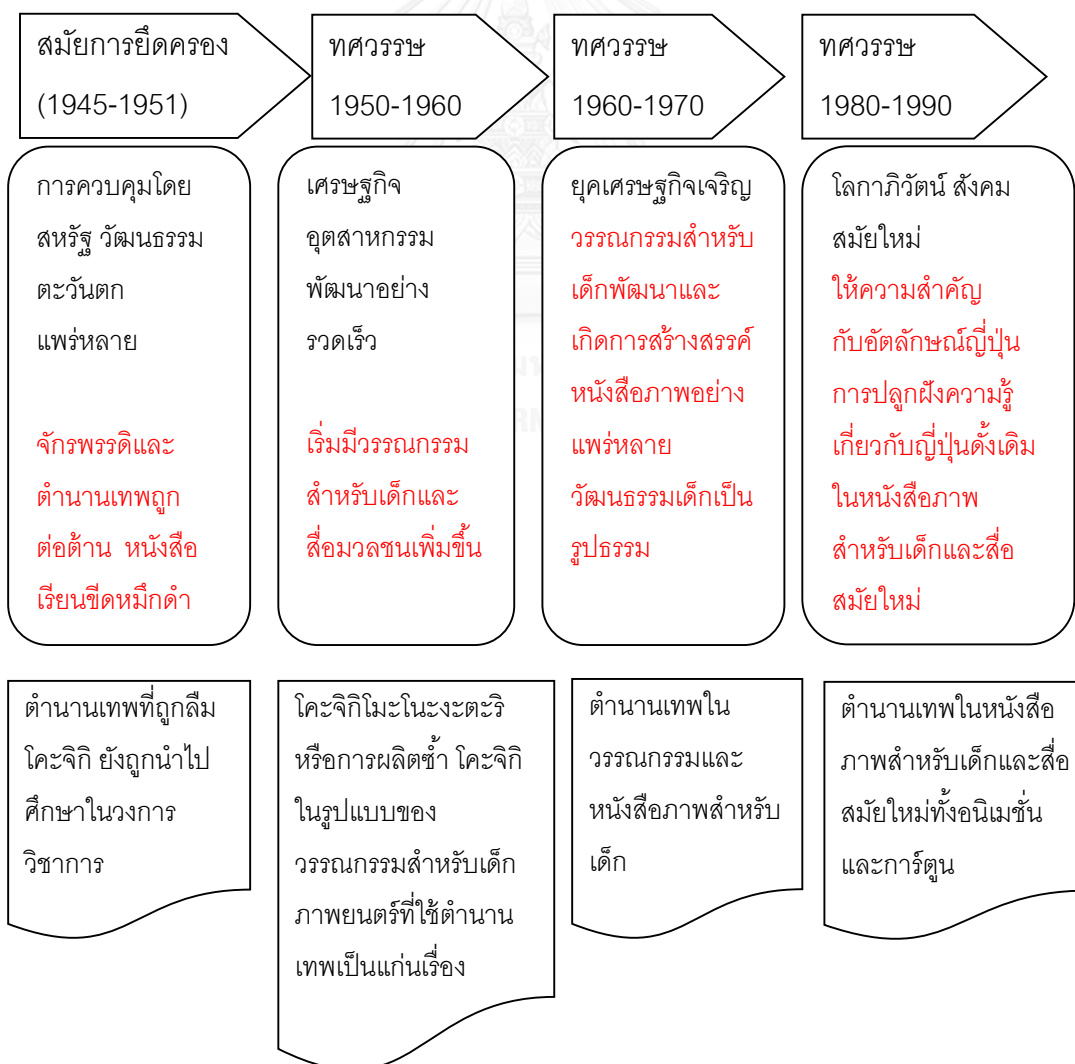 สมัยการยึดครอง
(1945-1951)
ทศวรรษ
1950-1960
ทศวรรษ
1960-1970
ทศวรรษ
1980-1990
การควบคุมโดย
สหรัฐ วัฒนธรรม
ตะวันตก
แพร่หลาย
จักรพรรดิและ
ตำนานเทพถูก
ต่อต้าน หนังสือ
เรียนขีดหมึกดำ
เศรษฐกิจ
อุตสาหกรรม
พัฒนาอย่าง
รวดเร็ว
เริ่มมีวรรณกรรม
สำหรับเด็กและ
สื่อมวลชนเพิ่มขึ้น
ยุคเศรษฐกิจเจริญ
วรรณกรรมสำหรับ
เด็กพัฒนาและ
เกิดการสร้างสรรค์
หนังสือภาพอย่าง
แพร่หลาย
วัฒนธรรมเด็กเป็น
รูปธรรม
โลกาภิวัตน์ สังคม
สมัยใหม่
ให้ความสำคัญ
กับอัตลักษณ์ญี่ปุ่น
การปลูกฝังความรู้
เกี่ยวกับญี่ปุ่นดั้งเดิม
ในหนังสือภาพ
สำหรับเด็กและสื่อ
สมัยใหม่
ตำนานเทพที่ถูกลืม
โคะจิกิ ยังถูกนำไป
ศึกษาในวงการ
วิชาการ
โคะจิกิโมะโนะงะตะริ
หรือการผลิตซ้ำ โคะจิกิ
ในรูปแบบของ
วรรณกรรมสำหรับเด็ก
ภาพยนตร์ที่ใช้ตำนาน
เทพเป็นแก่นเรื่อง
ตำนานเทพใน
วรรณกรรมและ
หนังสือภาพสำหรับ
เด็ก
ตำนานเทพในหนังสือ
ภาพสำหรับเด็กและสื่อ
สมัยใหม่ทั้งอนิเมชั่น
และการ์ตูน